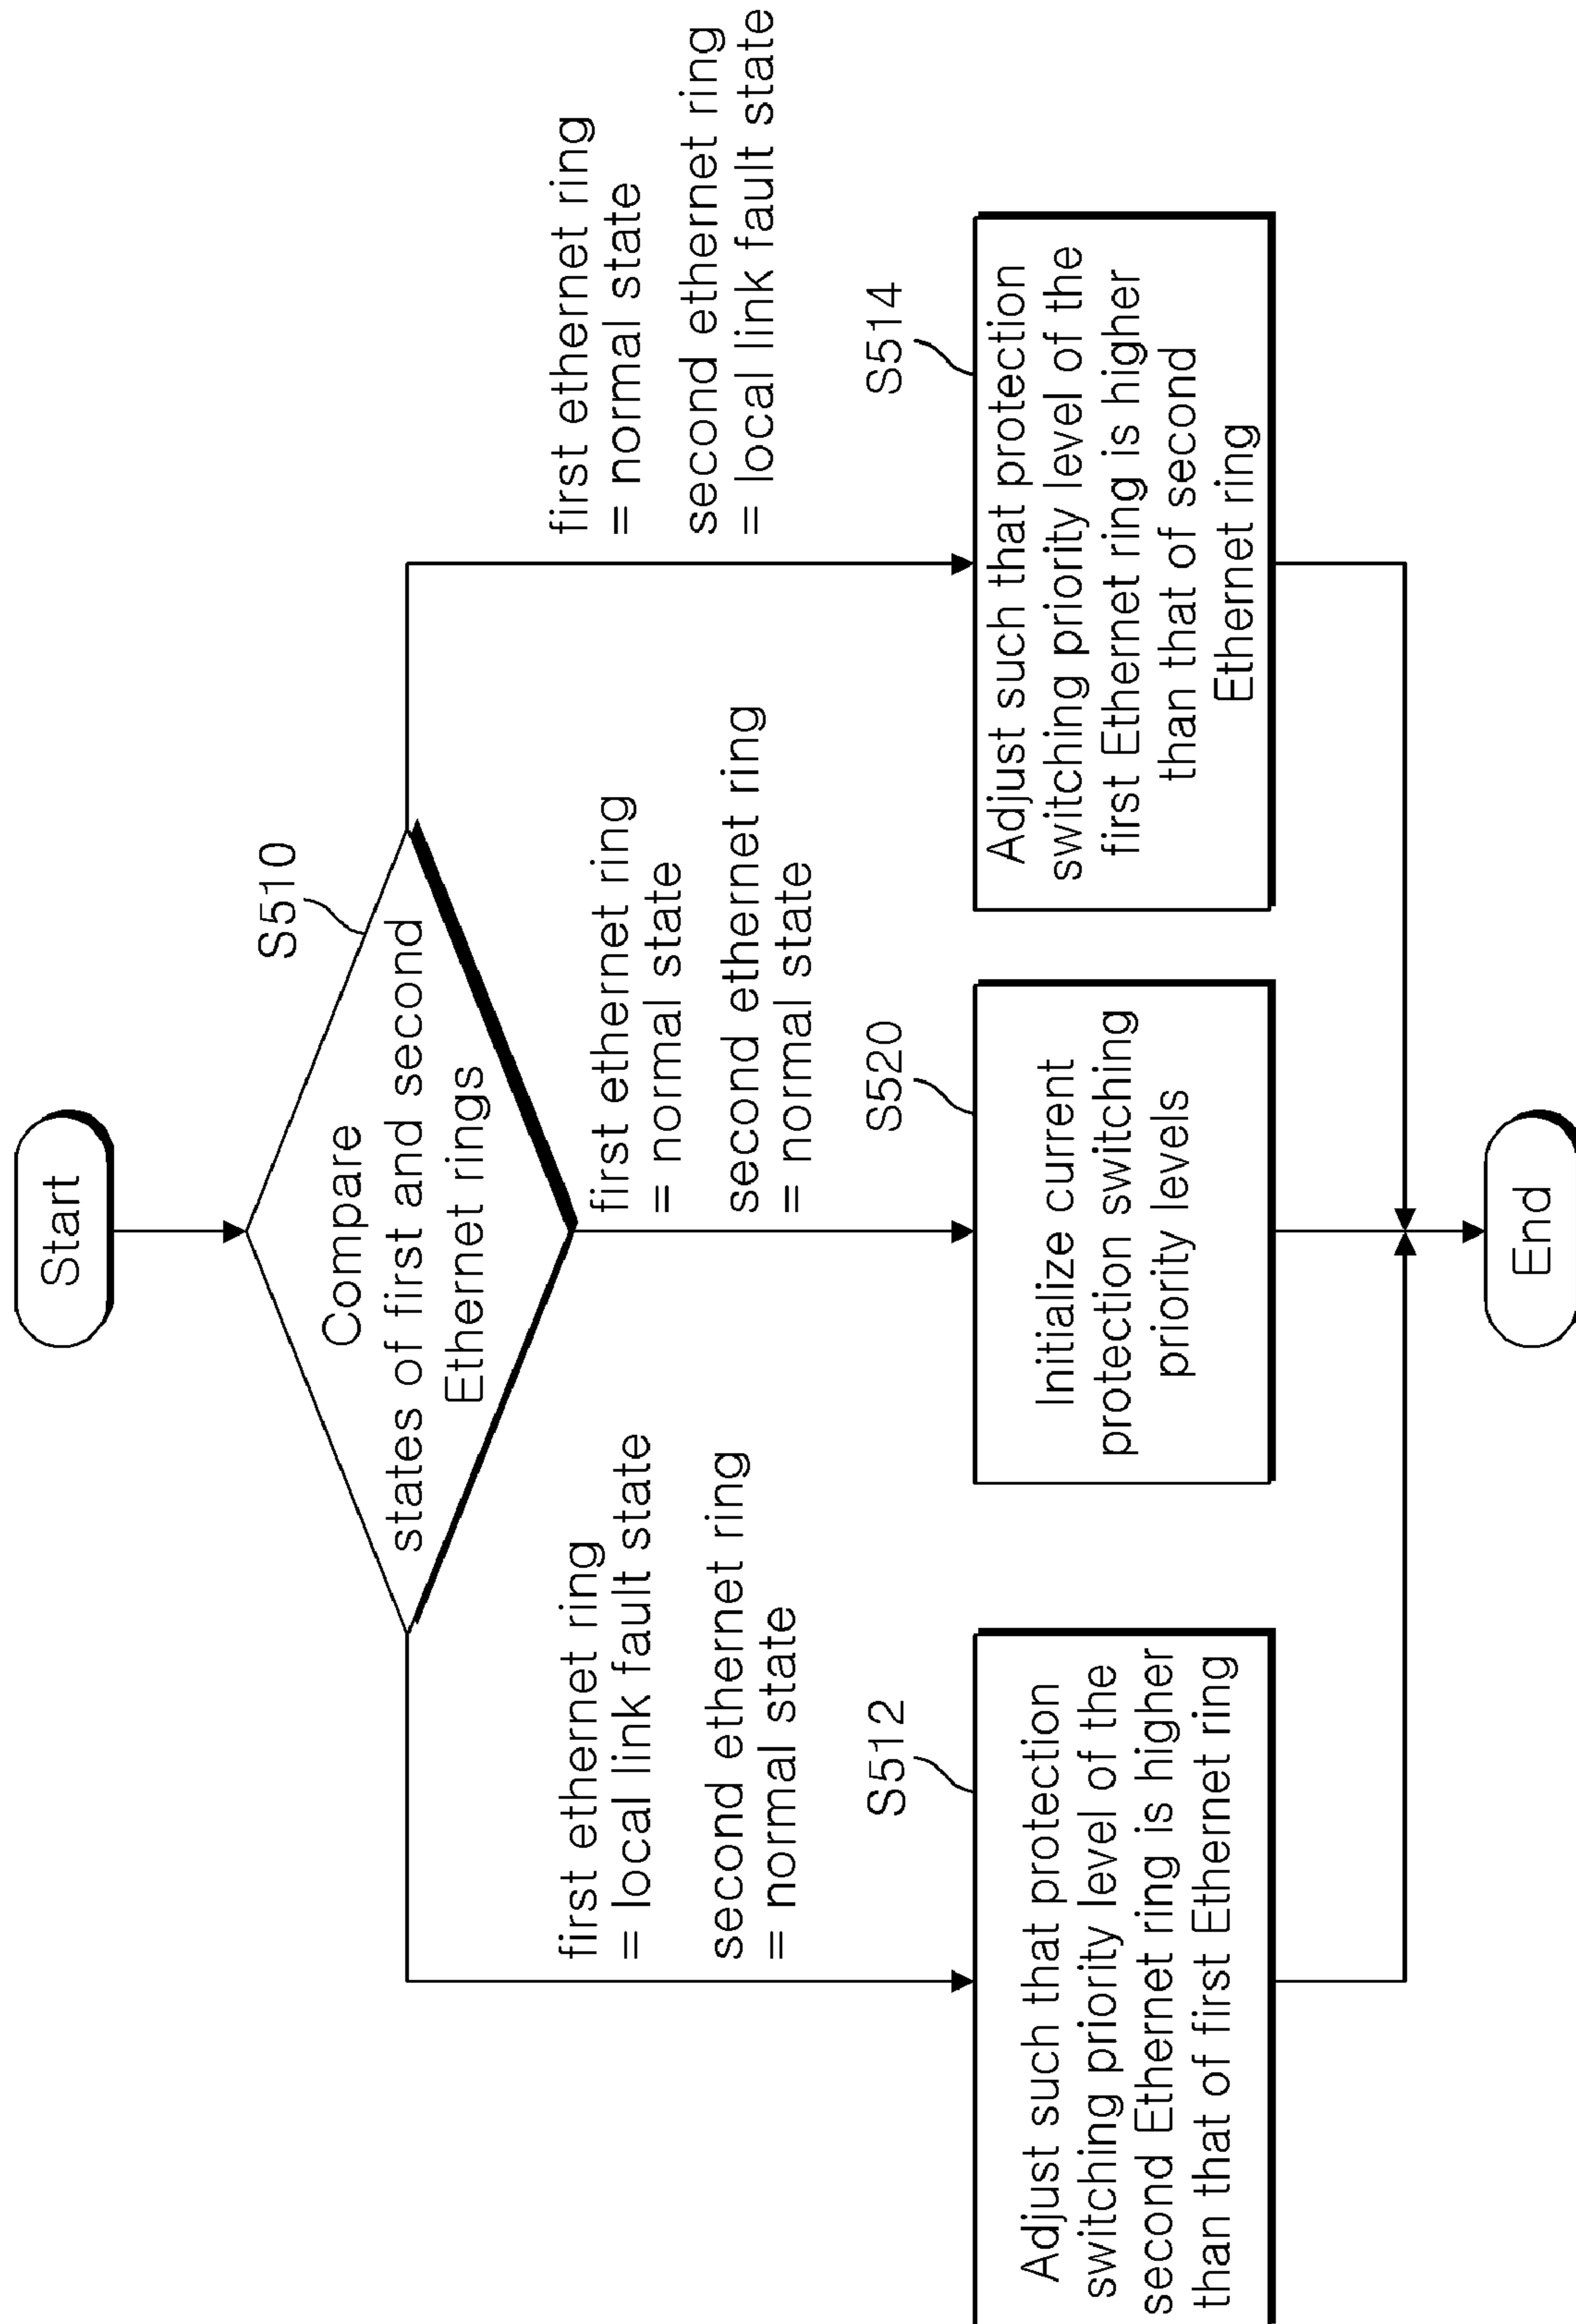 Start
S510
Compare
states of first and second
Ethernet rings
first ethernet ring
= local link fault state
second ethernet ring
= normal state
first ethernet ring
= normal state
second ethernet ring
= normal state
first ethernet ring
= normal state
second ethernet ring
= local link fault state
S512
Adjust such that protection
switching priority level of the
second Ethernet ring is higher
than that of first Ethernet ring
S520
Initialize current
protection switching
priority levels
S514
Adjust such that protection
switching priority level of the
first Ethernet ring is higher
than that of second
Ethernet ring
End